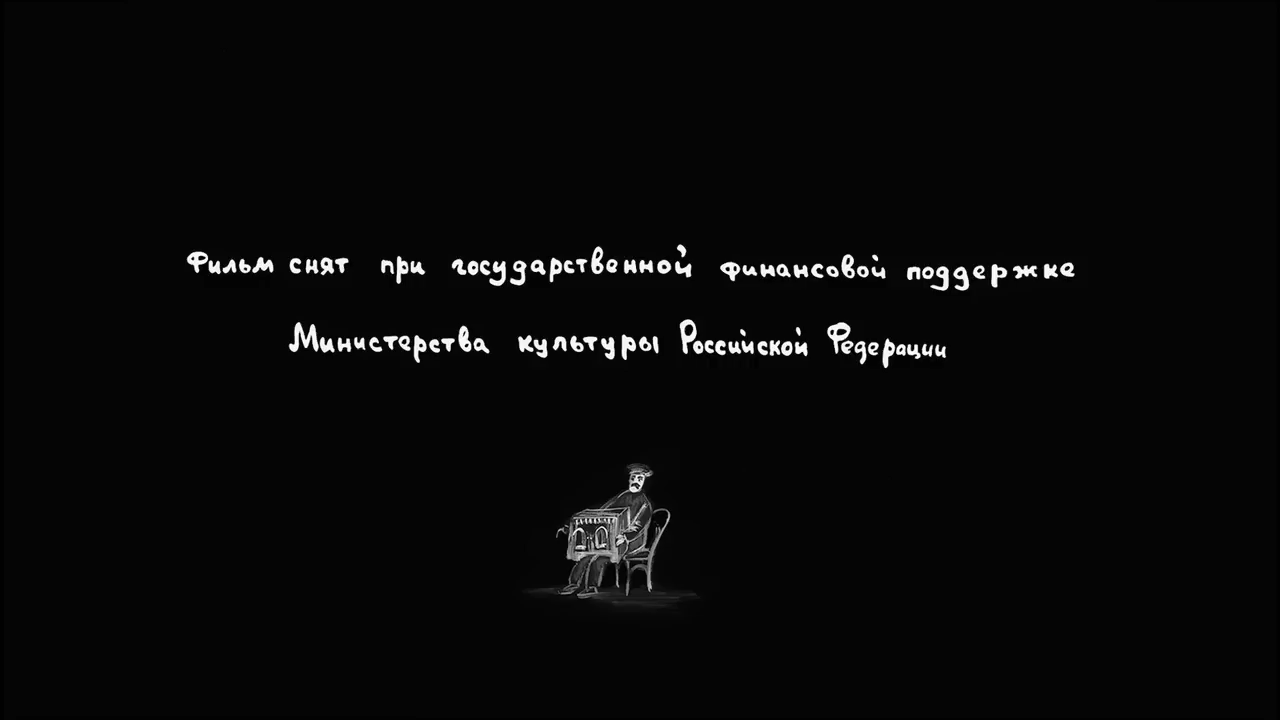 Фильм снят при государственной финансовой поддержке
Министерства культуры Российской Федерации